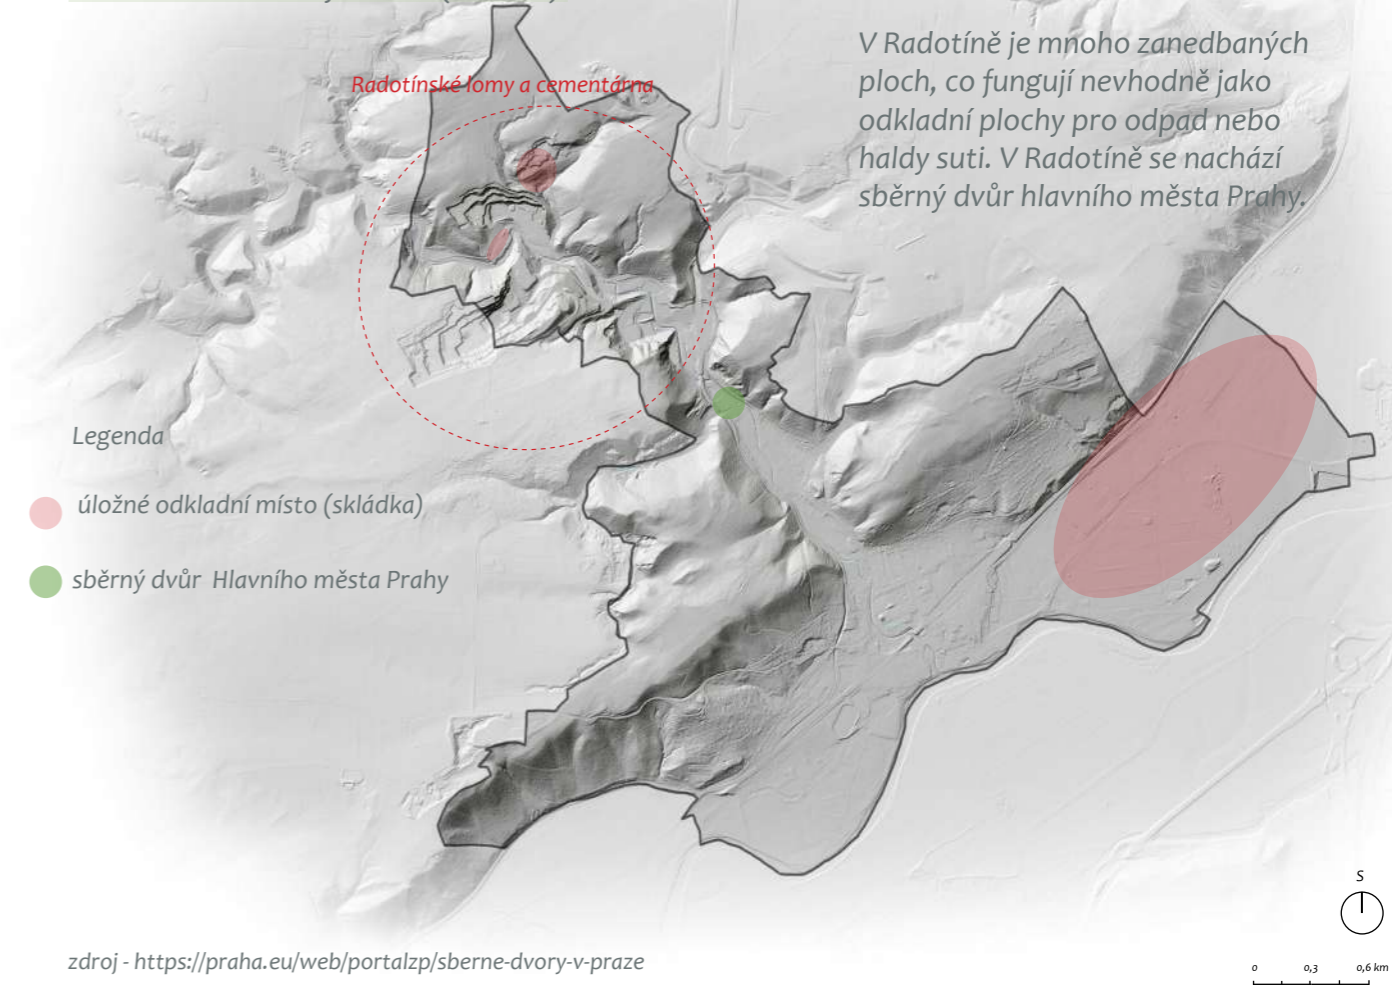 Radotínské lomy a cementárna
V Radotíně je mnoho zanedbaných
ploch, co fungují nevhodně jako
odkladní plochy pro odpad nebo
haldy suti. V Radotíně se nachází
sběrný dvůr hlavního města Prahy.
Legenda
úložné odkladní místo (skládka)
sběrný dvůr Hlavního města Prahy
S
0 0,3 0,6 km
zdroj - https://praha.eu/web/portalzp/sberne-dvory-v-praze